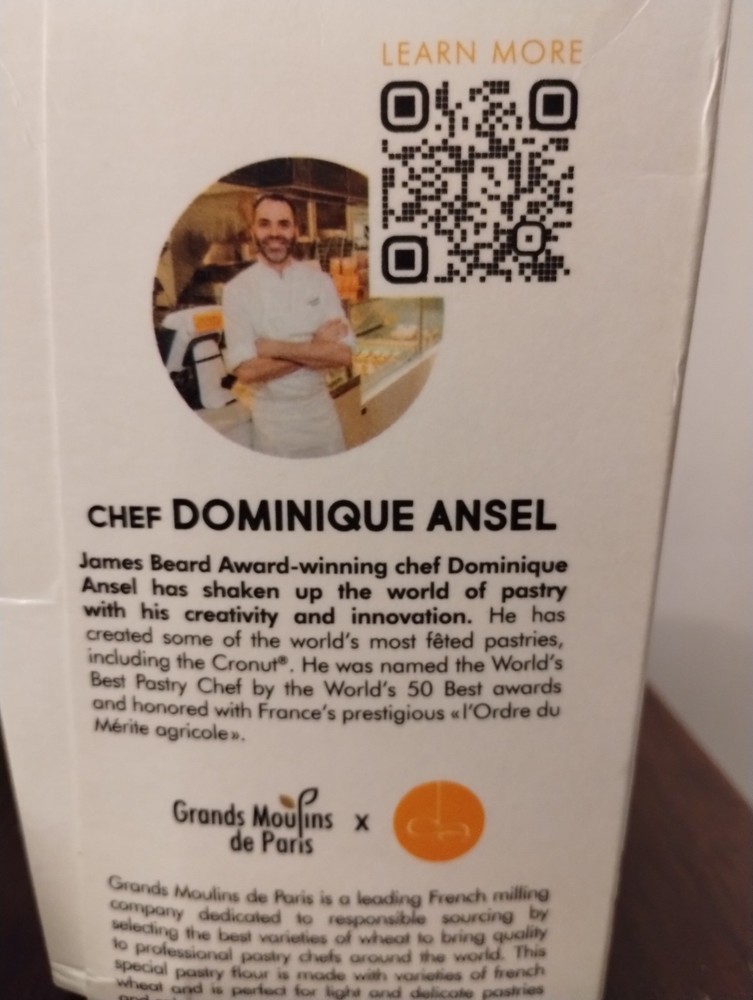 LEARN MORE
CHEF DOMINIQUE ANSEL
James Beard Award-winning chef Dominique
Ansel has shaken up the world of pastry
with his creativity and innovation. He has
created some of the world's most fêted pastries,
including the Cronut®. He was named the World's
Best Pastry Chef by the World's 50 Best awards
and honored with France's prestigious «l'Ordre du
Mérite agricole».
Grands Moulins
de Paris
x
da
Grands Moulins de Paris is a leading French milling
company dedicated to responsible sourcing by
selecting the best varieties of wheat to bring quality
to professional pastry chefs around the world. This
special pastry flour is made with varieties of french
wheat and is perfect for light and delicate pastries